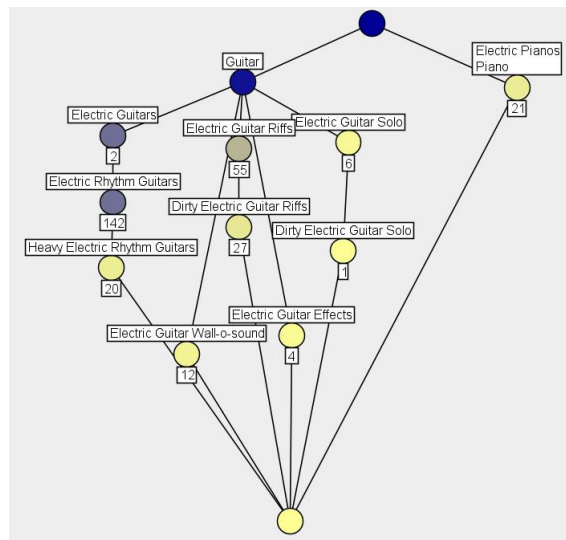 Electric Pianos
Piano
21
Guitar
Electric Guitars
2
Electric Guitar Riffs
55
Electric Guitar Solo
6
Electric Rhythm Guitars
142
Dirty Electric Guitar Riffs
27
Dirty Electric Guitar Solo
1
Heavy Electric Rhythm Guitars
20
Electric Guitar Wall-o-sound
12
Electric Guitar Effects
4